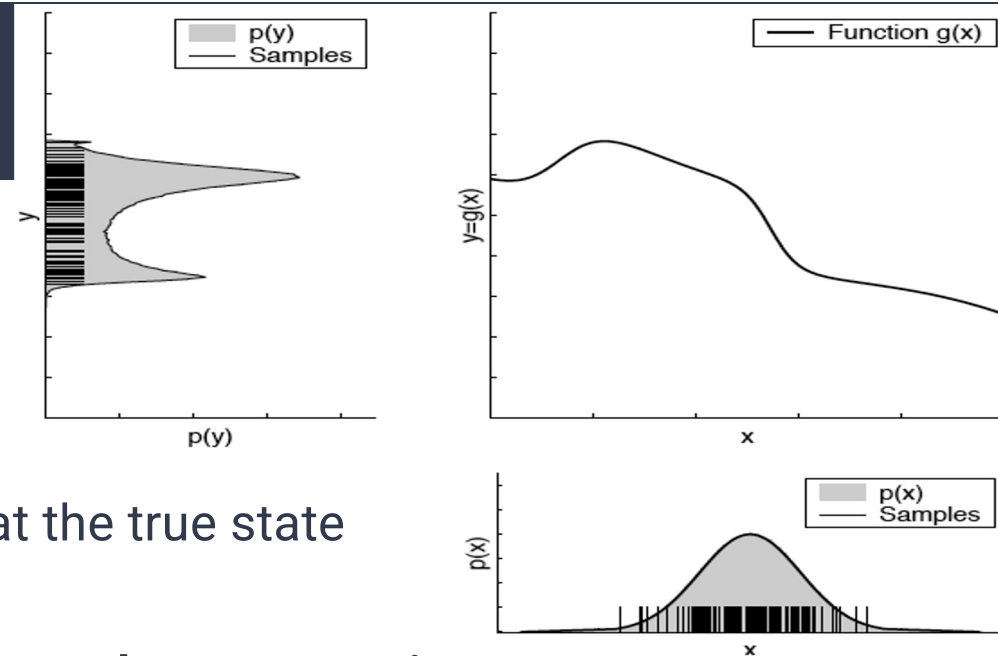 p(y)
Samples
y
p(y)
Function g(x)
y=g(x)
x
at the true state
p(x)
Samples
p(x)
x